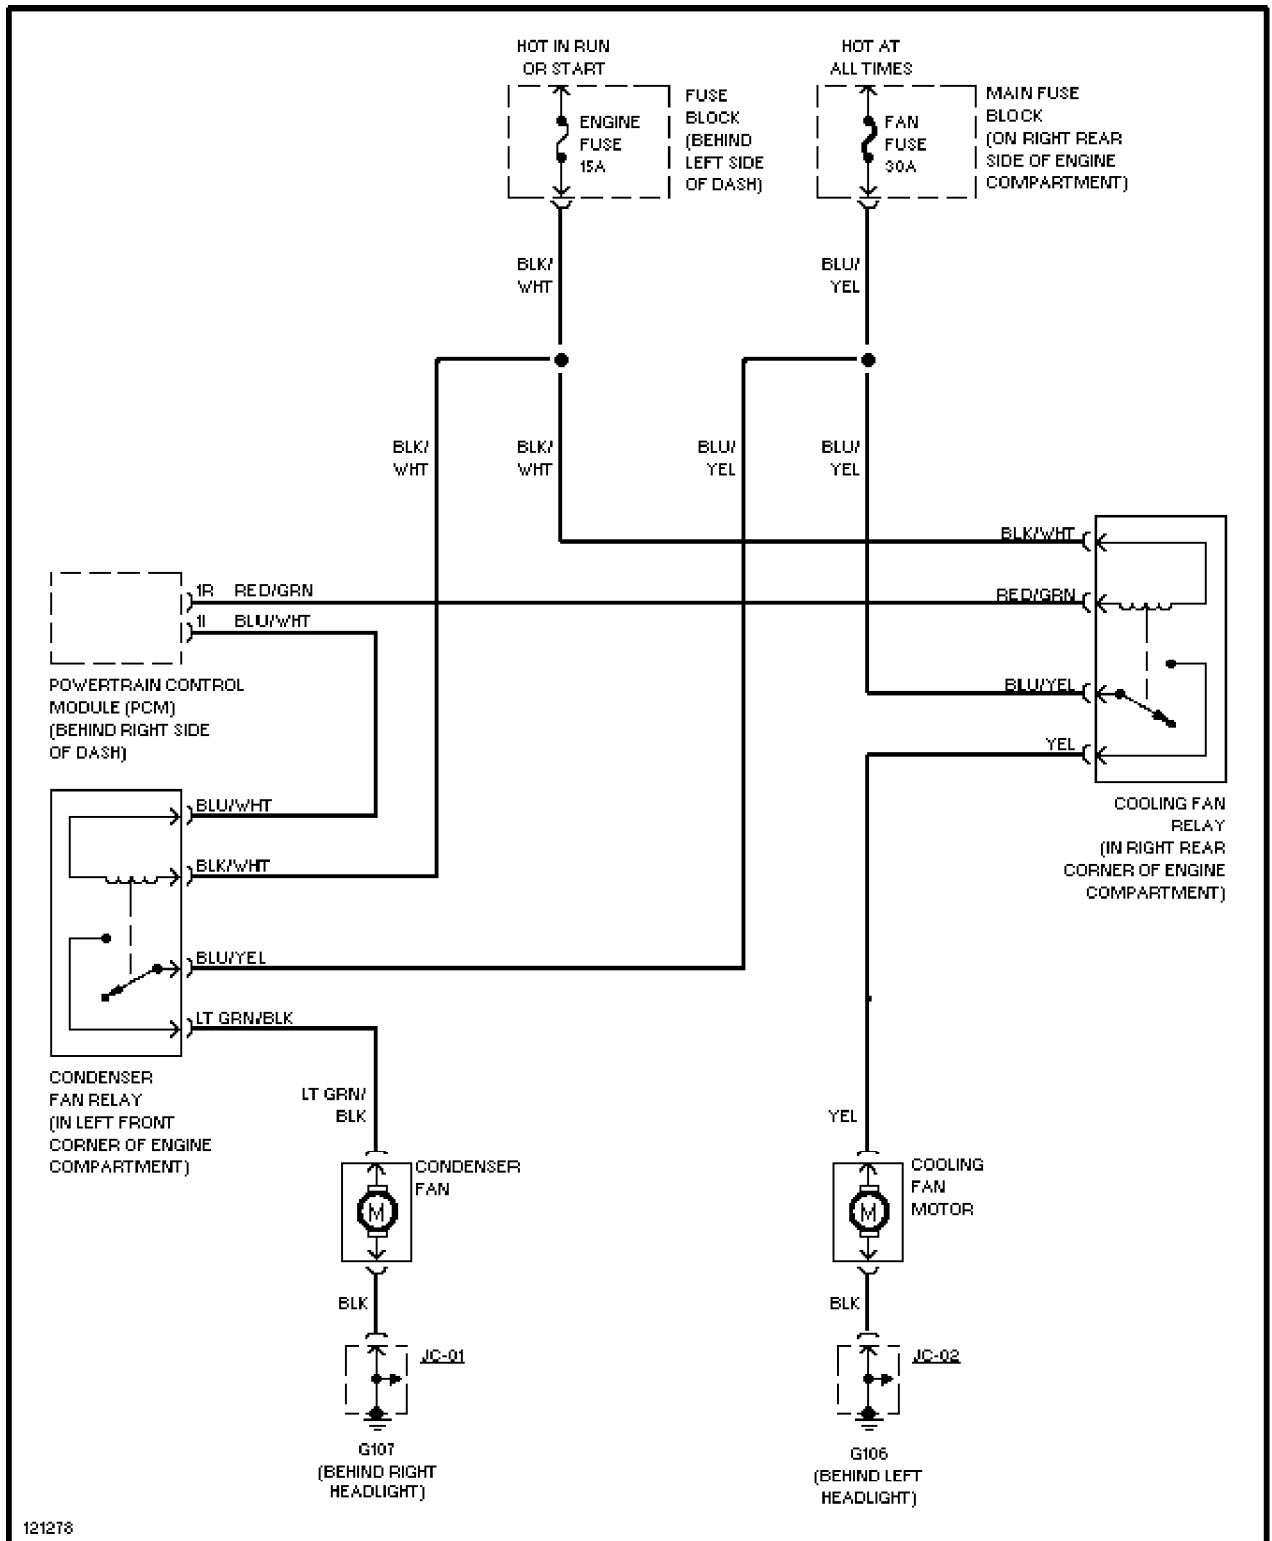 HOT IN RUN
OR START
HOT AT
ALL TIMES
ENGINE
FUSE
15A
FUSE
BLOCK
(BEHIND
LEFT SIDE
OF DASH)
FAN
FUSE
30A
MAIN FUSE
BLOCK
(ON RIGHT REAR
SIDE OF ENGINE
COMPARTMENT)
BLK/
WHT
BLU/
YEL
BLK/
WHT
BLK/
WHT
BLU/
YEL
BLU/
YEL
BLK/WHT
RED/GRN
BLU/YEL
YEL
COOLING FAN
RELAY
(IN RIGHT REAR
CORNER OF ENGINE
COMPARTMENT)
1R RED/GRN
1I BLU/WHT
POWERTRAIN CONTROL
MODULE (PCM)
(BEHIND RIGHT SIDE
OF DASH)
BLU/WHT
BLK/WHT
BLU/YEL
LT GRN/BLK
CONDENSER
FAN RELAY
(IN LEFT FRONT
CORNER OF ENGINE
COMPARTMENT)
LT GRN/
BLK
YEL
CONDENSER
FAN
M
COOLING
FAN
MOTOR
M
BLK
BLK
JC-01
JC-02
G107
(BEHIND RIGHT
HEADLIGHT)
G106
(BEHIND LEFT
HEADLIGHT)
121278